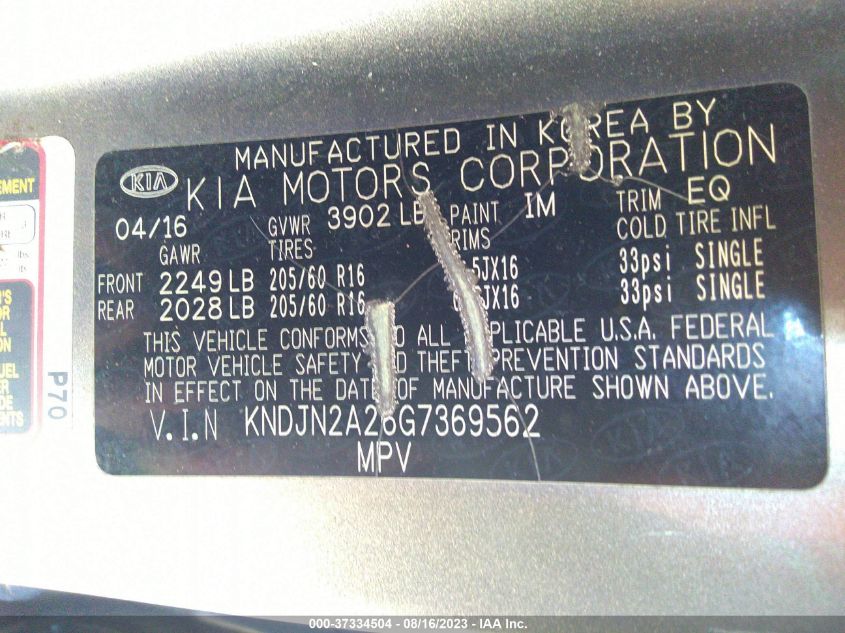 MANUFACTURED IN KOREA BY
KIA KIA MOTORS CORPORATION
04/16 GVWR 3902 LB PAINT IM TRIM EQ
GAWR TIRES COLD TIRE INFL
FRONT 2249 LB 205/60 R16 5JX16 33psi SINGLE
REAR 2028 LB 205/60 R16 JX16 33psi SINGLE
THIS VEHICLE CONFORMS TO ALL APPLICABLE U.S.A. FEDERAL
MOTOR VEHICLE SAFETY AND THEFT PREVENTION STANDARDS
IN EFFECT ON THE DATE OF MANUFACTURE SHOWN ABOVE.
V.I.N KNDJN2A26G7369562
MPV
P70
000-37334504 - 08/16/2023 - IAA Inc.